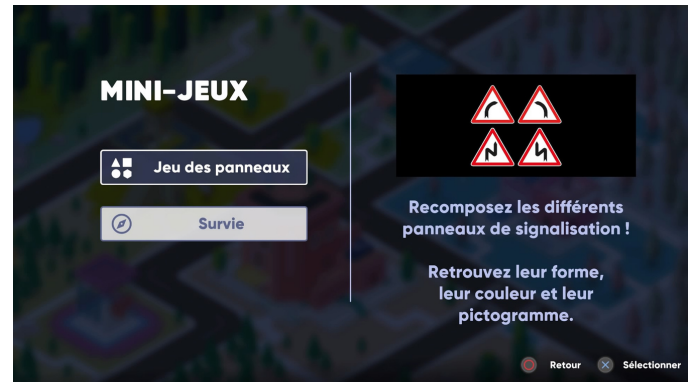 MINI-JEUX
Jeu des panneaux
Survie
Recomposez les différents
panneaux de signalisation !
Retrouvez leur forme,
leur couleur et leur
pictogramme.
Retour
Sélectionner